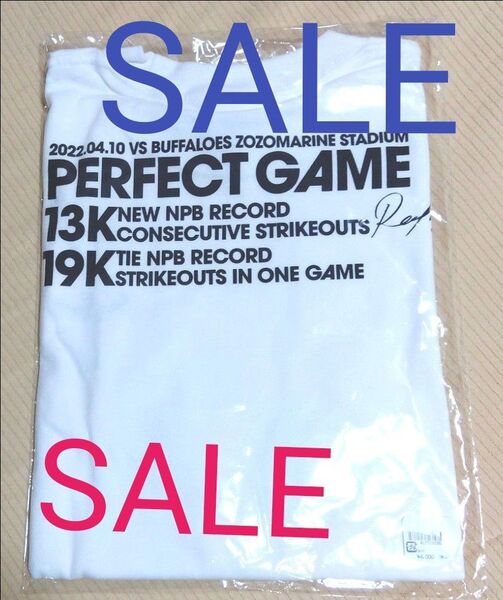 SALE
2022.04.10 VS BUFFALOES ZOZOMARINE STADIUM
PERFECT GAME
13K NEW NPB RECORD
CONSECUTIVE STRIKEOUTS
19K TIE NPB RECORD
STRIKEOUTS IN ONE GAME
SALE